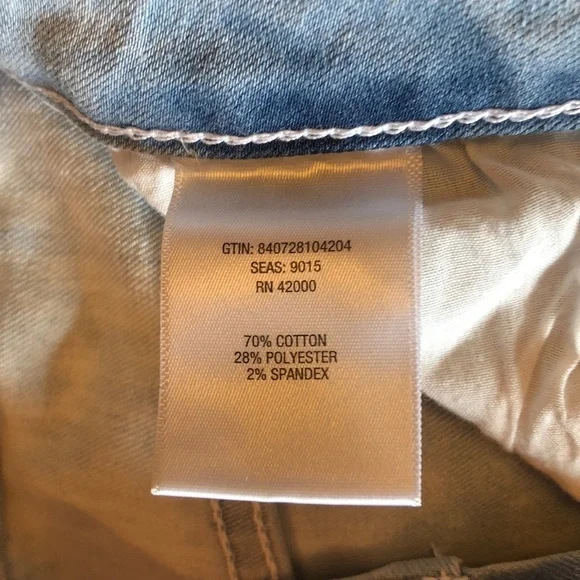 GTIN: 840728104204
SEAS: 9015
RN 42000
70% COTTON
28% POLYESTER
2% SPANDEX